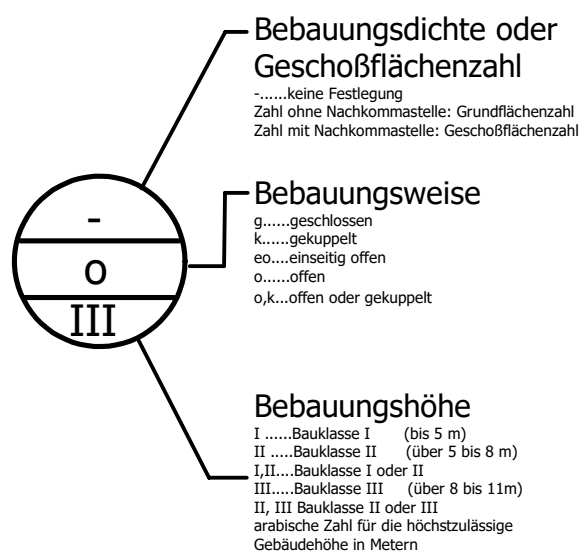 Bebauungsdichte oder
Geschoßflächenzahl
-......keine Festlegung
Zahl ohne Nachkommastelle: Grundflächenzahl
Zahl mit Nachkommastelle: Geschoßflächenzahl
-
o
III
Bebauungsweise
g......geschlossen
k......gekuppelt
eo....einseitig offen
o......offen
o,k...offen oder gekuppelt
Bebauungshöhe
I ......Bauklasse I (bis 5 m)
II .....Bauklasse II (über 5 bis 8 m)
I,II....Bauklasse I oder II
III.....Bauklasse III (über 8 bis 11m)
II, III Bauklasse II oder III
arabische Zahl für die höchstzulässige
Gebäudehöhe in Metern